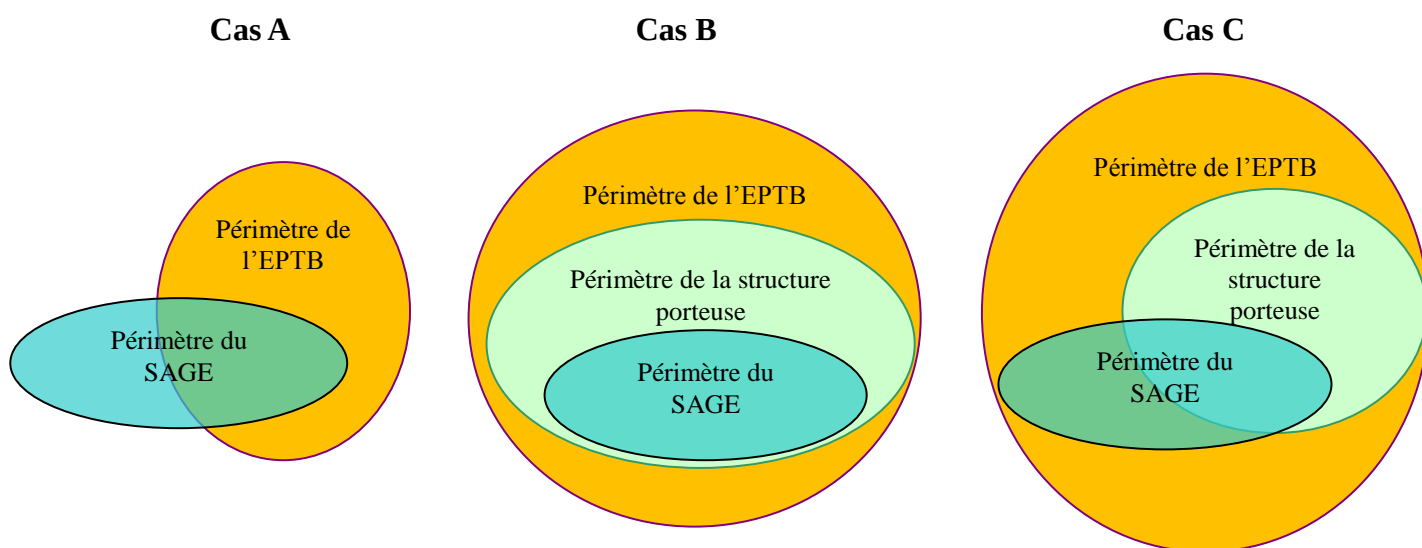 Cas A
Cas B
Cas C
Périmètre de
l’EPTB
Périmètre du
SAGE
Périmètre de l’EPTB
Périmètre de la structure
porteuse
Périmètre du
SAGE
Périmètre de l’EPTB
Périmètre de la
structure
porteuse
Périmètre du
SAGE